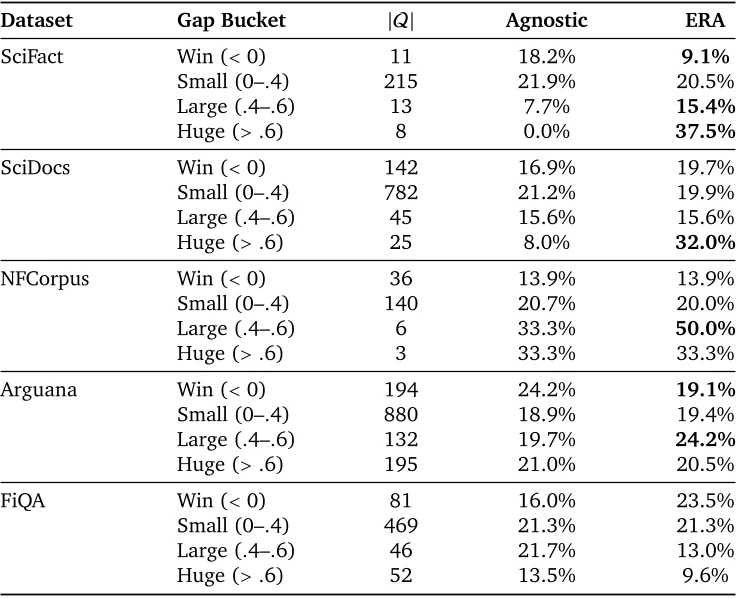 Dataset Gap Bucket |Q| Agnostic ERA
SciFact Win (< 0) 11 18.2% 9.1%
Small (0–.4) 215 21.9% 20.5%
Large (.4–.6) 13 7.7% 15.4%
Huge (> .6) 8 0.0% 37.5%
SciDocs Win (< 0) 142 16.9% 19.7%
Small (0–.4) 782 21.2% 19.9%
Large (.4–.6) 45 15.6% 15.6%
Huge (> .6) 25 8.0% 32.0%
NFCorpus Win (< 0) 36 13.9% 13.9%
Small (0–.4) 140 20.7% 20.0%
Large (.4–.6) 6 33.3% 50.0%
Huge (> .6) 3 33.3% 33.3%
Arguana Win (< 0) 194 24.2% 19.1%
Small (0–.4) 880 18.9% 19.4%
Large (.4–.6) 132 19.7% 24.2%
Huge (> .6) 195 21.0% 20.5%
FiQA Win (< 0) 81 16.0% 23.5%
Small (0–.4) 469 21.3% 21.3%
Large (.4–.6) 46 21.7% 13.0%
Huge (> .6) 52 13.5% 9.6%